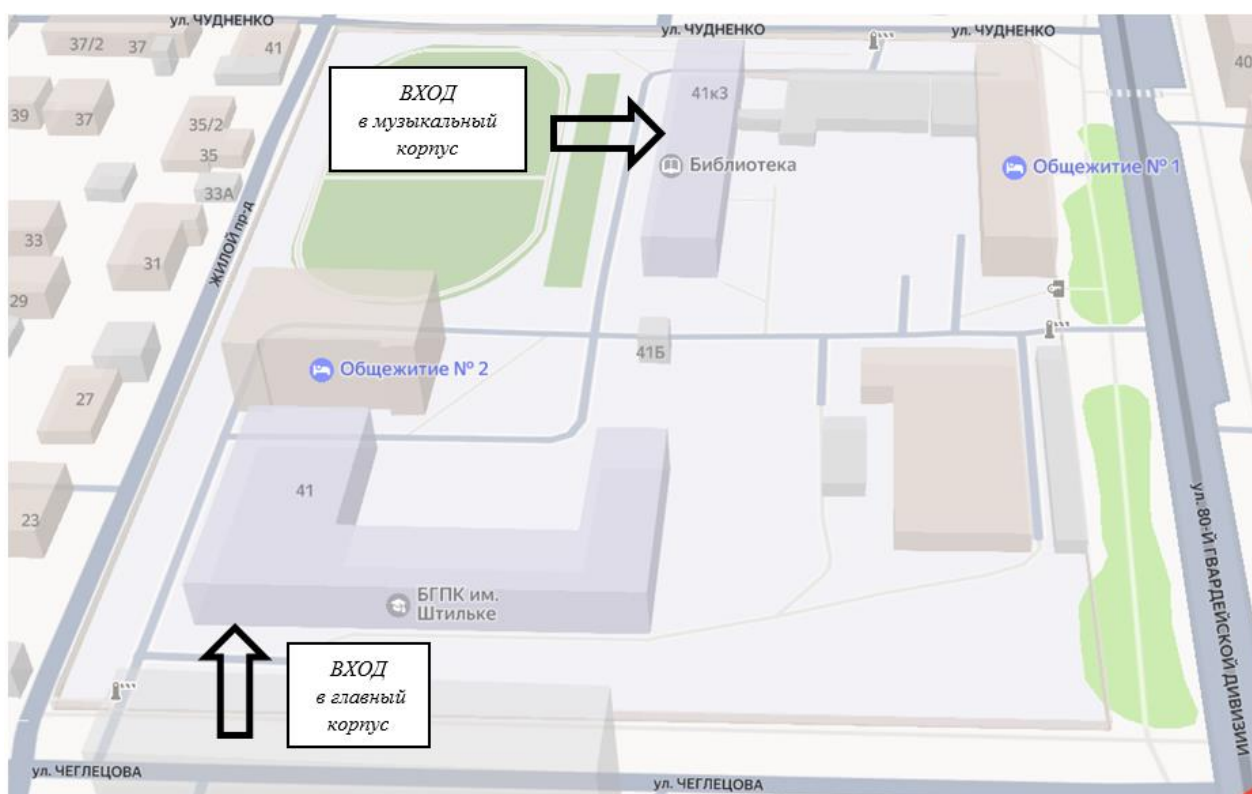 ул. ЧУДНЕНКО
ул. ЧУДНЕНКО
ул. ЧУДНЕНКО
37/2
37
41
40
39
37
35/2
35
33А
33
31
29
27
23
ЖИЛОЙ пр-д
ВХОД
в музыкальный
корпус
41к3
Библиотека
Общежитие № 1
41Б
Общежитие № 2
41
БГПК им.
Штильке
ВХОД
в главный
корпус
ул. 80-Й ГВАРДЕЙСКОЙ ДИВИЗИИ
ул. ЧЕГЛЕЦОВА
ул. ЧЕГЛЕЦОВА